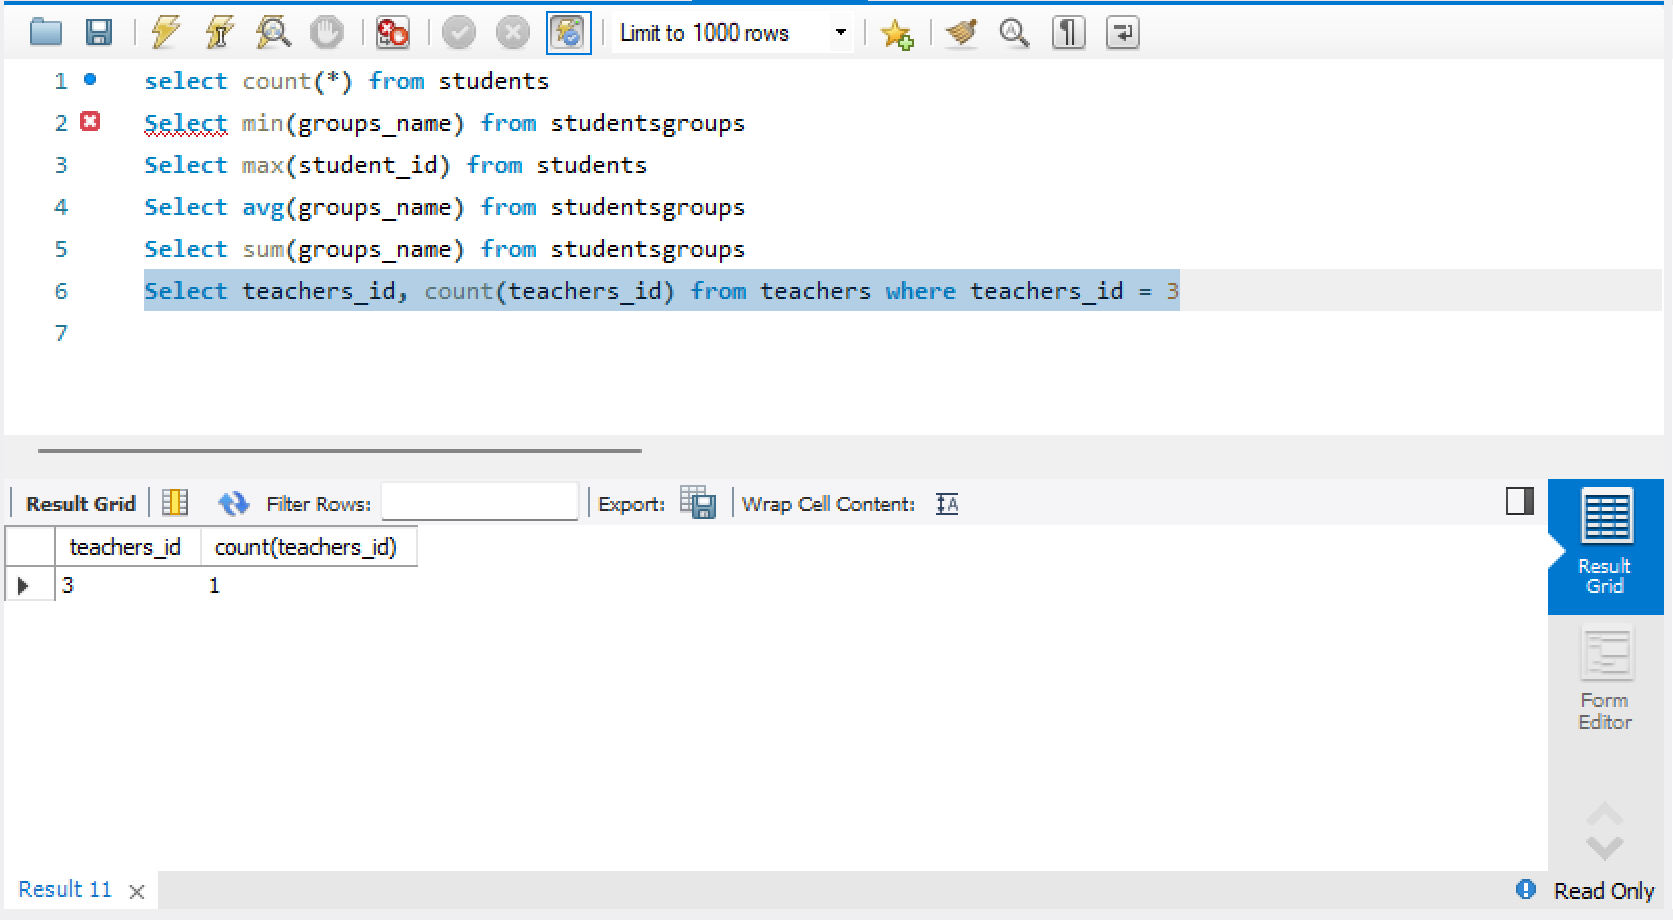 Limit to 1000 rows
1 select count(*) from students
2 Select min(groups_name) from studentsgroups
3 Select max(student_id) from students
4 Select avg(groups_name) from studentsgroups
5 Select sum(groups_name) from studentsgroups
6 Select teachers_id, count(teachers_id) from teachers where teachers_id = 3
7
Result Grid Filter Rows: Export: Wrap Cell Content: IA
teachers_id count(teachers_id)
3 1
Result
Grid
Form
Editor
Result 11 Read Only